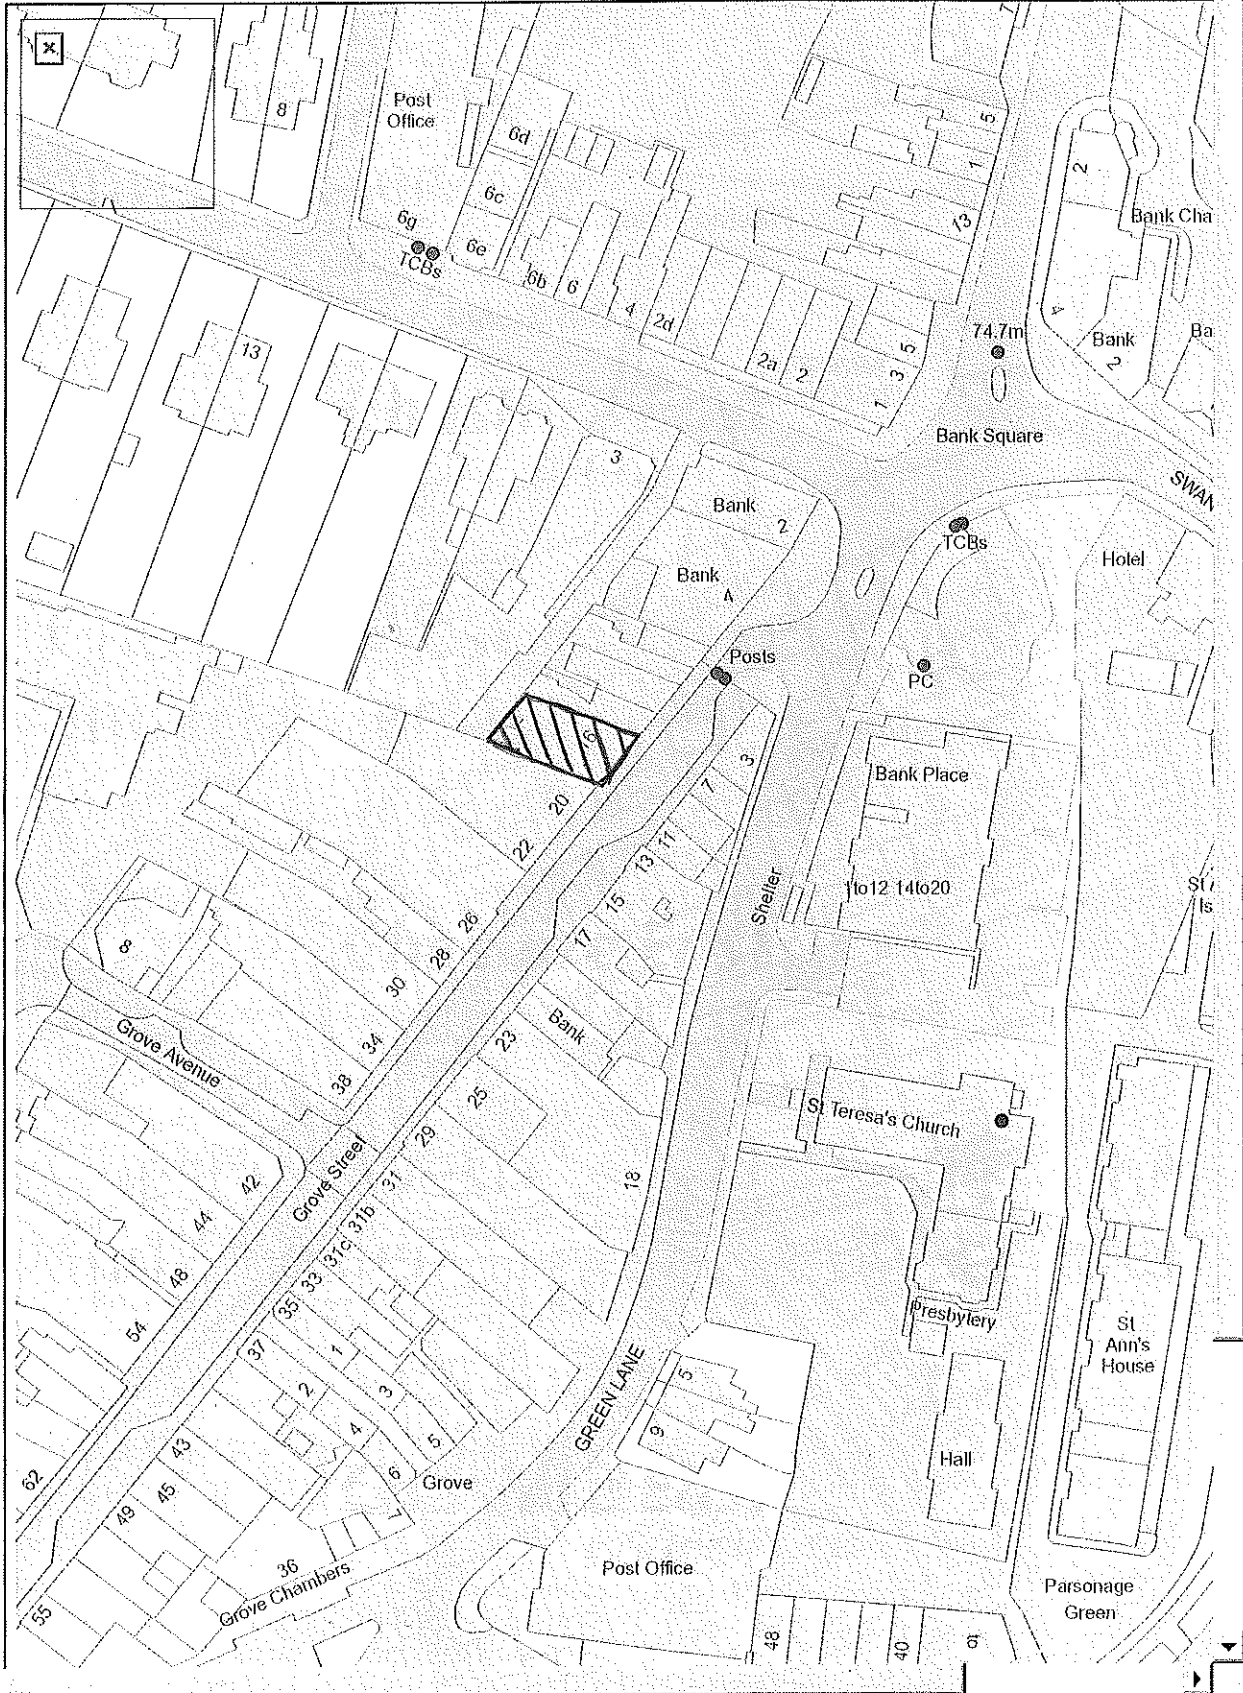 8
Post
Office
6d
6c
6g
6e
TCBs
6b
6
4
2d
2a
2
5
1
13
5
3
1
2
Bank Cha
4
Bank
2
Ba
74.7m
Bank Square
SWAN
13
3
Bank
2
Bank
4
TCBs
Hotel
Posts
PC
6
20
22
3
7
11
13
15
17
Bank Place
1to12 14to20
Shelter
St
Is
26
28
30
34
38
8
Grove Avenue
Bank
23
25
29
31
31b
31c
33
35
37
Grove Street
42
44
48
54
62
18
St Teresa's Church
Presbytery
St
Ann's
House
Hall
GREEN LANE
5
9
1
2
3
4
5
6
7
Grove
43
45
49
55
36
Grove Chambers
Post Office
Parsonage
Green
48
40
to